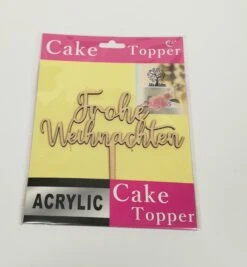 Cake Topper
Frohe
Weihnachten
ACRYLIC
Cake
Topper